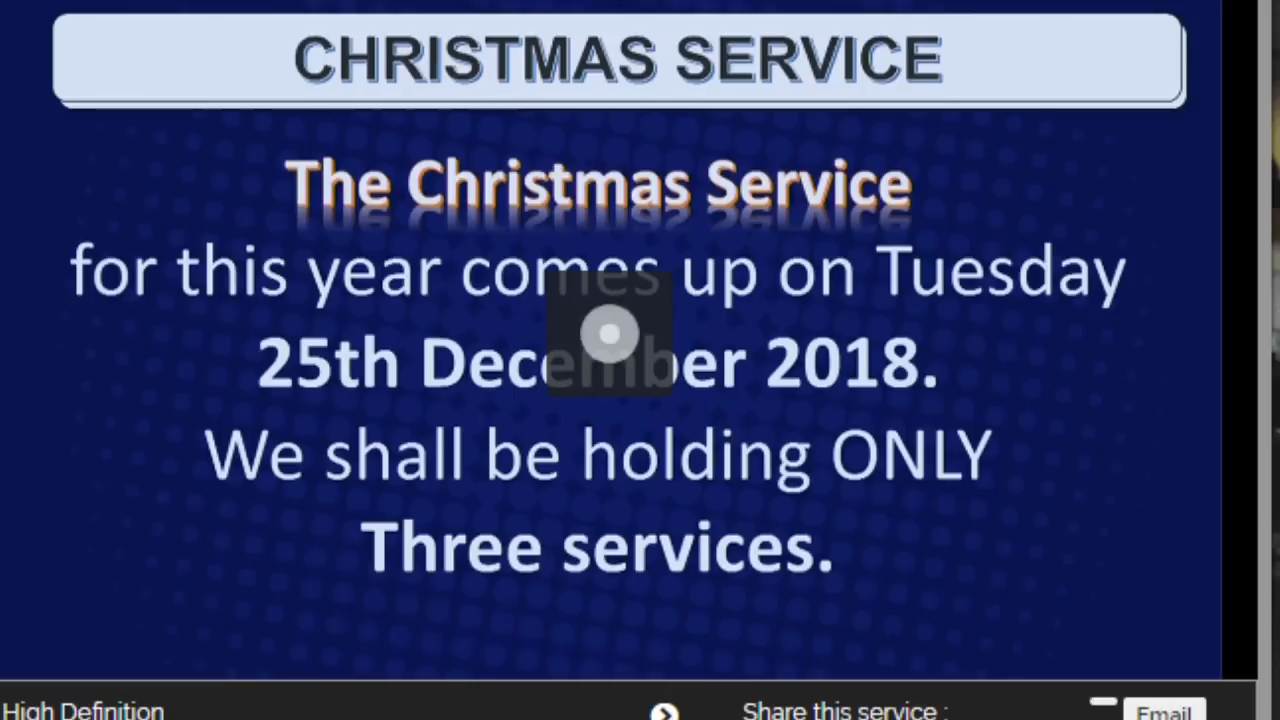 CHRISTMAS SERVICE
The Christmas Service
for this year comes up on Tuesday
25th December 2018.
We shall be holding ONLY
Three services.
High Definition
Share this service :
Email